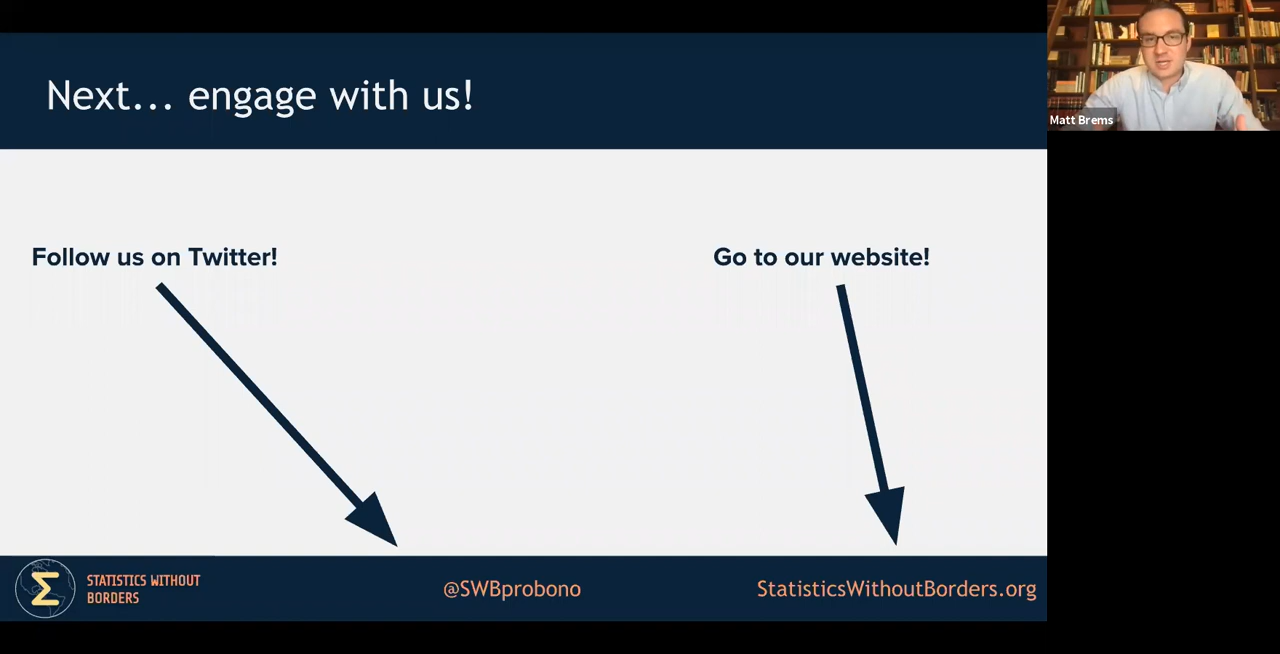 Next... engage with us!
Matt Brems
Follow us on Twitter!
Go to our website!
STATISTICS WITHOUT
BORDERS
@SWBprobono
StatisticsWithoutBorders.org